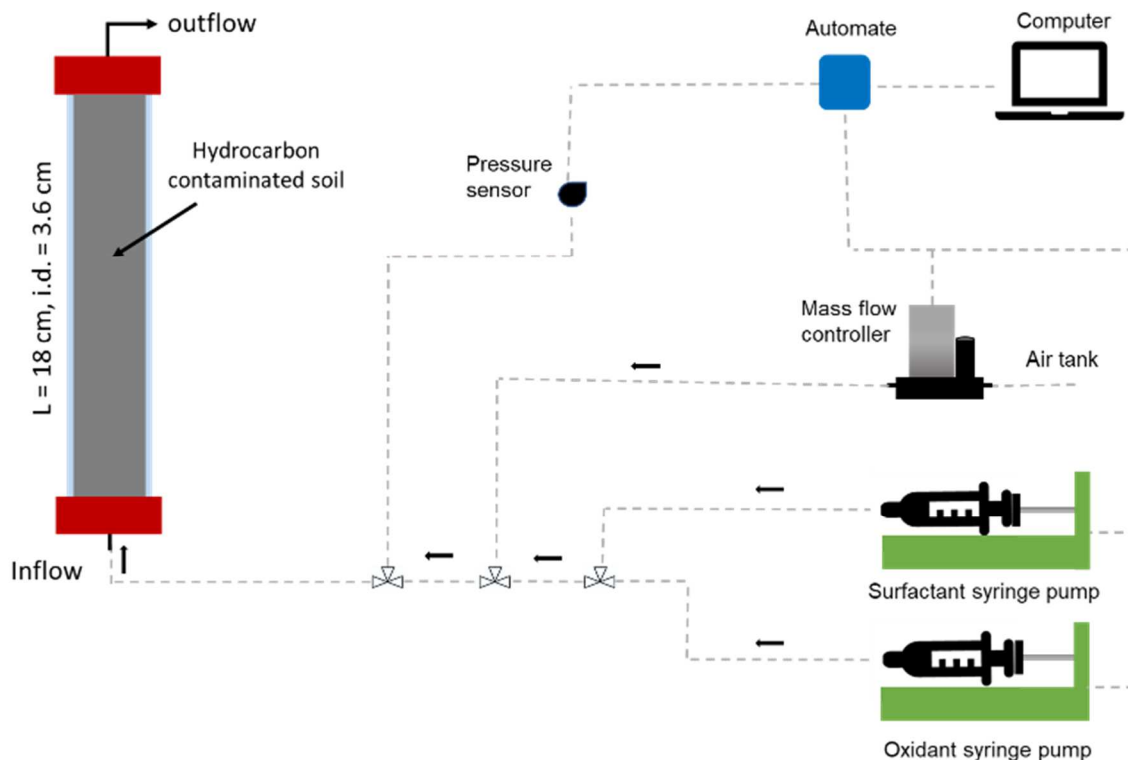 outflow
Hydrocarbon
contaminated soil
L = 18 cm, i.d. = 3.6 cm
Inflow
Automate
Computer
Pressure
sensor
Mass flow
controller
Air tank
Surfactant syringe pump
Oxidant syringe pump